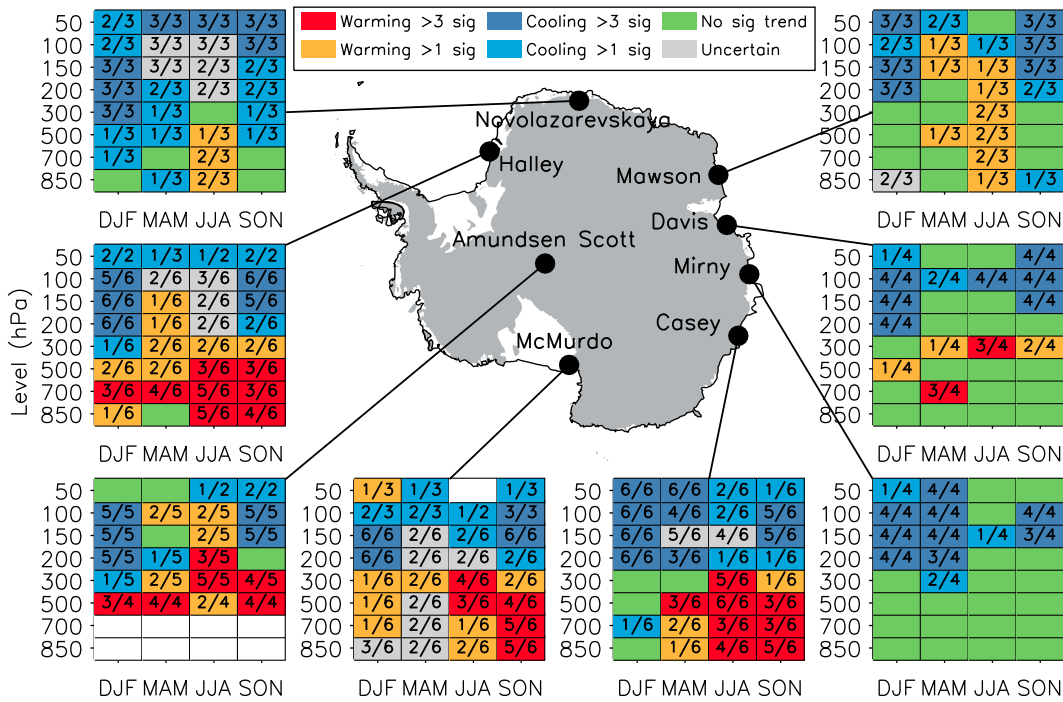 Warming >3 sig Cooling >3 sig No sig trend
Warming >1 sig Cooling >1 sig Uncertain
50 2/3 3/3 3/3 3/3
100 2/3 3/3 3/3 3/3
150 3/3 3/3 2/3 2/3
200 3/3 2/3 2/3 2/3
300 3/3 1/3 1/3
500 1/3 1/3 1/3 1/3
700 1/3 2/3
850 1/3 2/3
DJF MAM JJA SON
50 3/3 2/3 3/3
100 2/3 1/3 1/3 3/3
150 3/3 1/3 1/3 3/3
200 3/3 1/3 2/3
300 2/3
500 1/3 2/3
700 2/3
850 2/3 1/3 1/3
DJF MAM JJA SON
Novolazarevskaya
Halley
Mawson
Davis
Amundsen Scott
Mirny
Casey
McMurdo
Level (hPa)
50 2/2 1/3 1/2 2/2
100 5/6 2/6 3/6 6/6
150 6/6 1/6 2/6 5/6
200 6/6 1/6 2/6 2/6
300 1/6 2/6 2/6 2/6
500 2/6 2/6 3/6 3/6
700 3/6 4/6 5/6 3/6
850 1/6 5/6 4/6
DJF MAM JJA SON
50 1/4 4/4
100 4/4 2/4 4/4 4/4
150 4/4 4/4
200 4/4
300 1/4 3/4 2/4
500 1/4
700 3/4
850
DJF MAM JJA SON
50 1/2 2/2
100 5/5 2/5 2/5 5/5
150 5/5 2/5 5/5
200 5/5 1/5 3/5
300 1/5 2/5 5/5 4/5
500 3/4 4/4 2/4 4/4
700
850
DJF MAM JJA SON
50 1/3 1/3 1/3
100 2/3 2/3 1/2 3/3
150 6/6 2/6 2/6 6/6
200 6/6 2/6 2/6 2/6
300 1/6 2/6 4/6 2/6
500 1/6 2/6 3/6 4/6
700 1/6 2/6 1/6 5/6
850 3/6 2/6 2/6 5/6
DJF MAM JJA SON
50 6/6 6/6 2/6 1/6
100 6/6 4/6 2/6 5/6
150 6/6 5/6 4/6 5/6
200 6/6 3/6 1/6 1/6
300 5/6 1/6
500 3/6 6/6 3/6
700 1/6 2/6 3/6 3/6
850 1/6 4/6 5/6
DJF MAM JJA SON
50 1/4 4/4
100 4/4 4/4 4/4
150 4/4 4/4 1/4 3/4
200 4/4 3/4
300 2/4
500
700
850
DJF MAM JJA SON